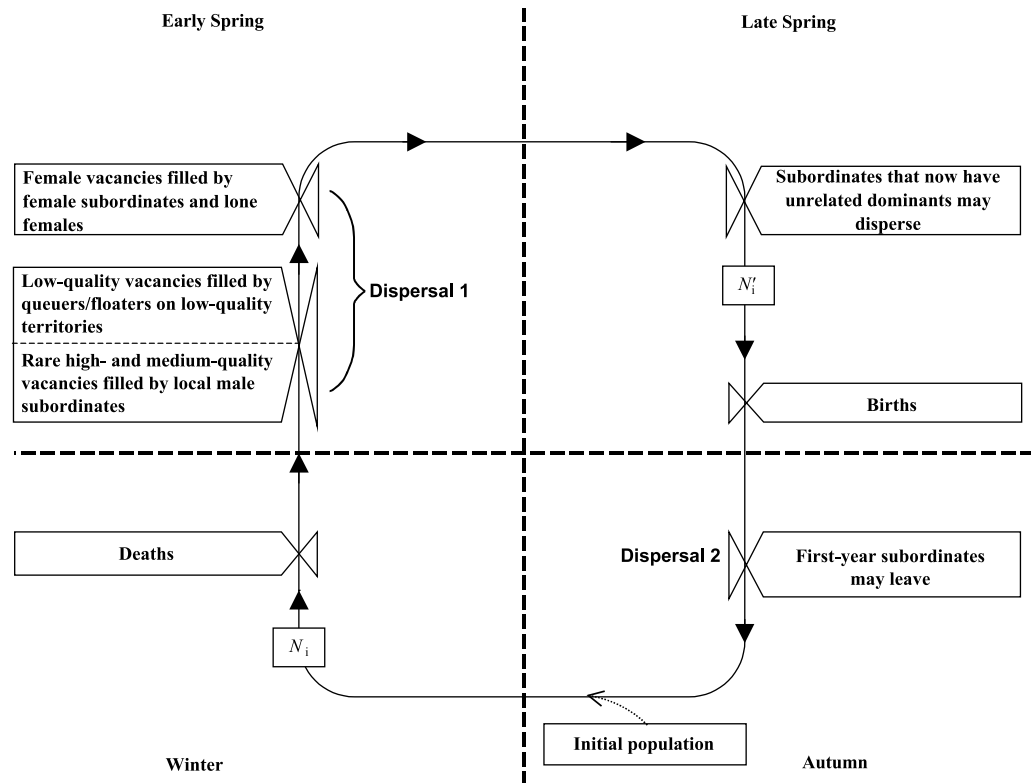 Early Spring
Late Spring
Female vacancies filled by
female subordinates and lone
females
Subordinates that now have
unrelated dominants may
disperse
Low-quality vacancies filled by
queuers/floaters on low-quality
territories
Dispersal 1
N′i
Rare high- and medium-quality
vacancies filled by local male
subordinates
Births
Deaths
Dispersal 2
First-year subordinates
may leave
Ni
Initial population
Winter
Autumn